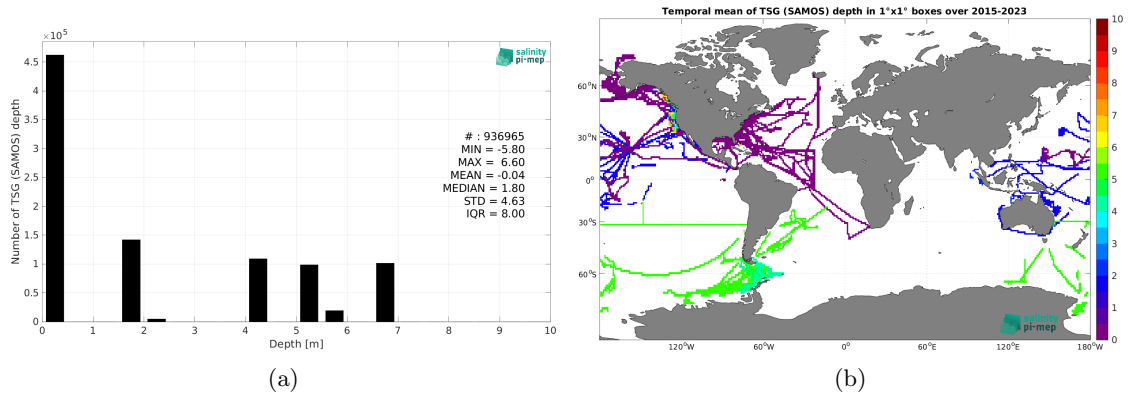 ×10^5
4.5
4
3.5
3
2.5
2
1.5
1
0.5
0
Number of TSG (SAMOS) depth
salinity
pi-mep
# : 936965
MIN = -5.80
MAX = 6.60
MEAN = -0.04
MEDIAN = 1.80
STD = 4.63
IQR = 8.00
0 1 2 3 4 5 6 7 8 9 10
Depth [m]
(a)
Temporal mean of TSG (SAMOS) depth in 1°x1° boxes over 2015-2023
60°N
30°N
0°
30°S
60°S
120°W 60°W 0° 60°E 120°E 180°W
salinity
pi-mep
10
9
8
7
6
5
4
3
2
1
0
(b)